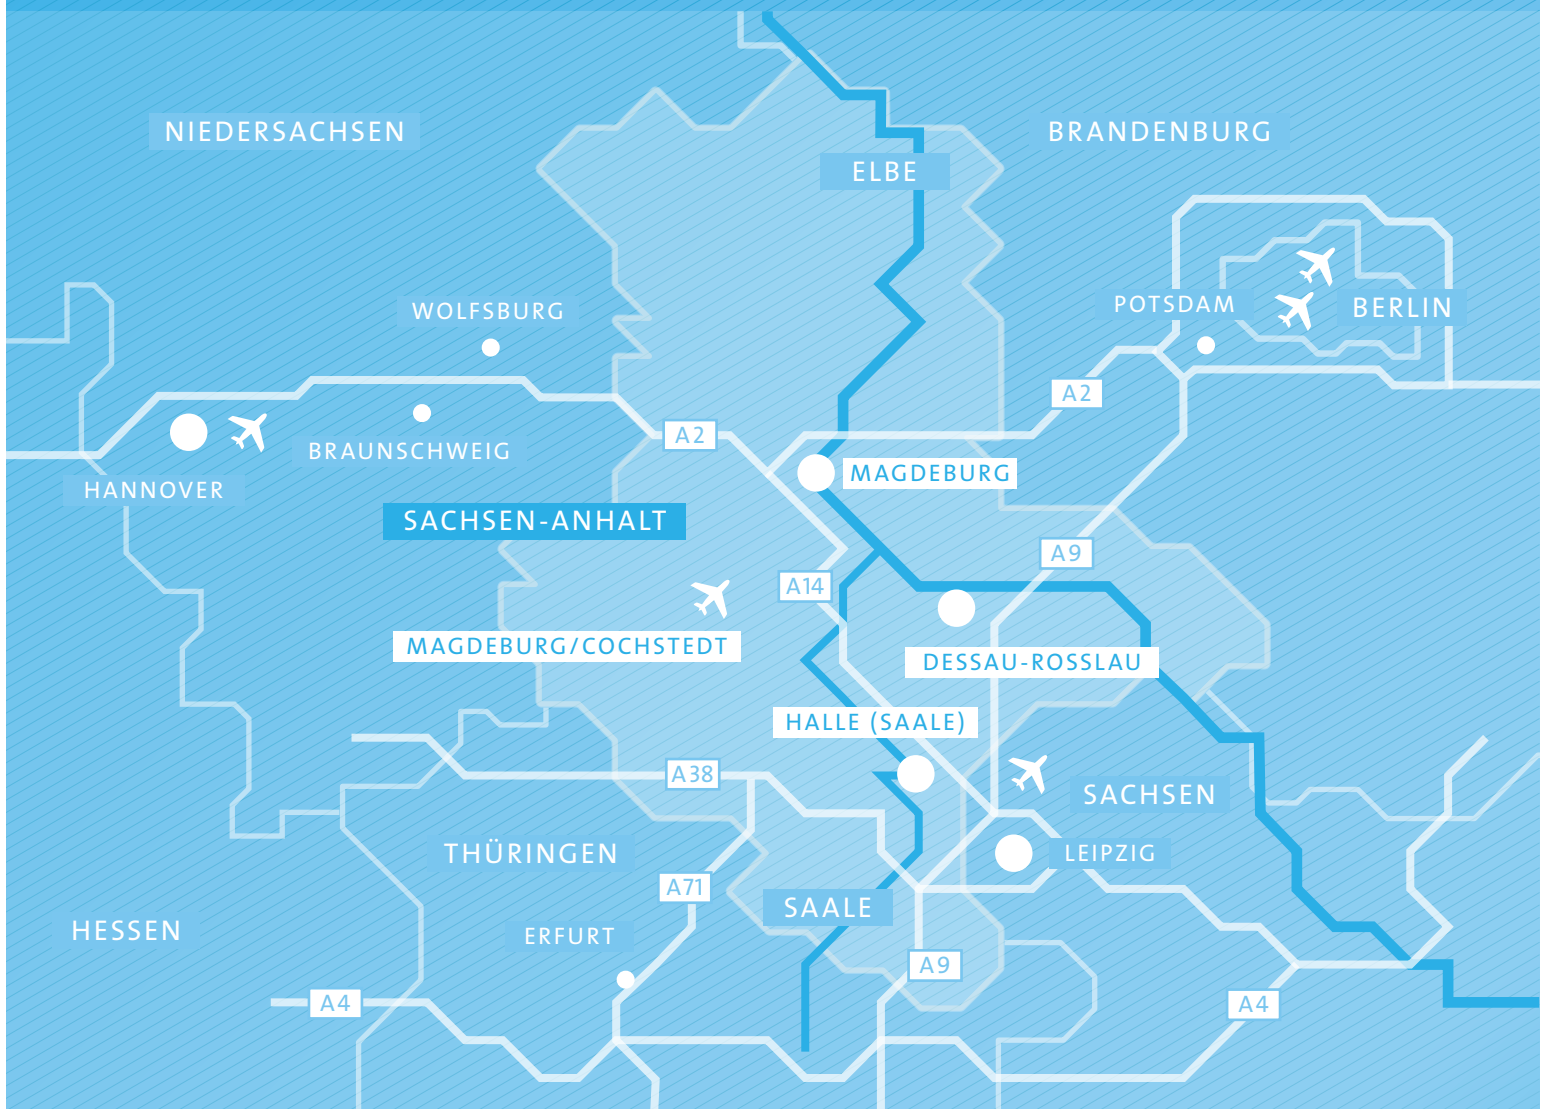 NIEDERSACHSEN
BRANDENBURG
ELBE
WOLFSBURG
POTSDAM
BERLIN
A2
A2
BRAUNSCHWEIG
MAGDEBURG
HANNOVER
SACHSEN-ANHALT
A9
A14
MAGDEBURG/COCHSTEDT
DESSAU-ROSSLAU
HALLE (SAALE)
A38
SACHSEN
THÜRINGEN
LEIPZIG
A71
SAALE
HESSEN
ERFURT
A9
A4
A4